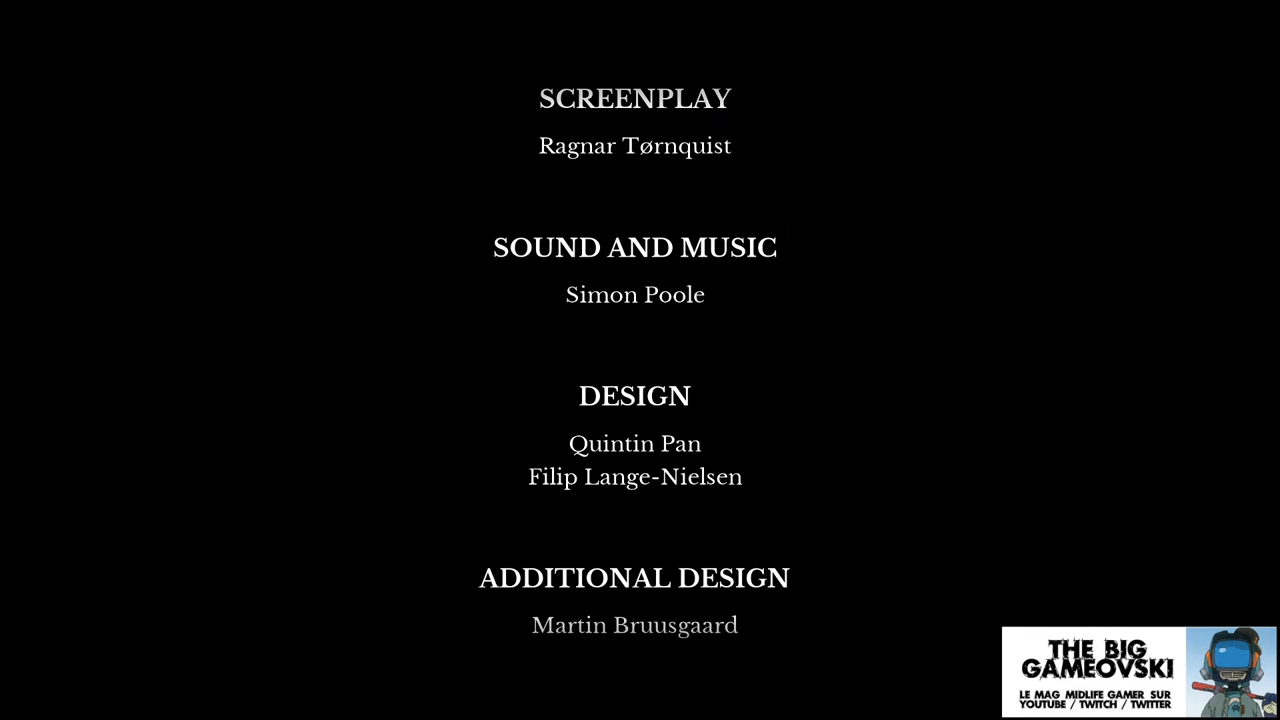 SCREENPLAY
Ragnar Tørnquist
SOUND AND MUSIC
Simon Poole
DESIGN
Quintin Pan
Filip Lange-Nielsen
ADDITIONAL DESIGN
Martin Bruusgaard
THE BIG
GAMEOVSKI
LE MAG MIDLIFE GAMER SUR
YOUTUBE / TWITCH / TWITTER